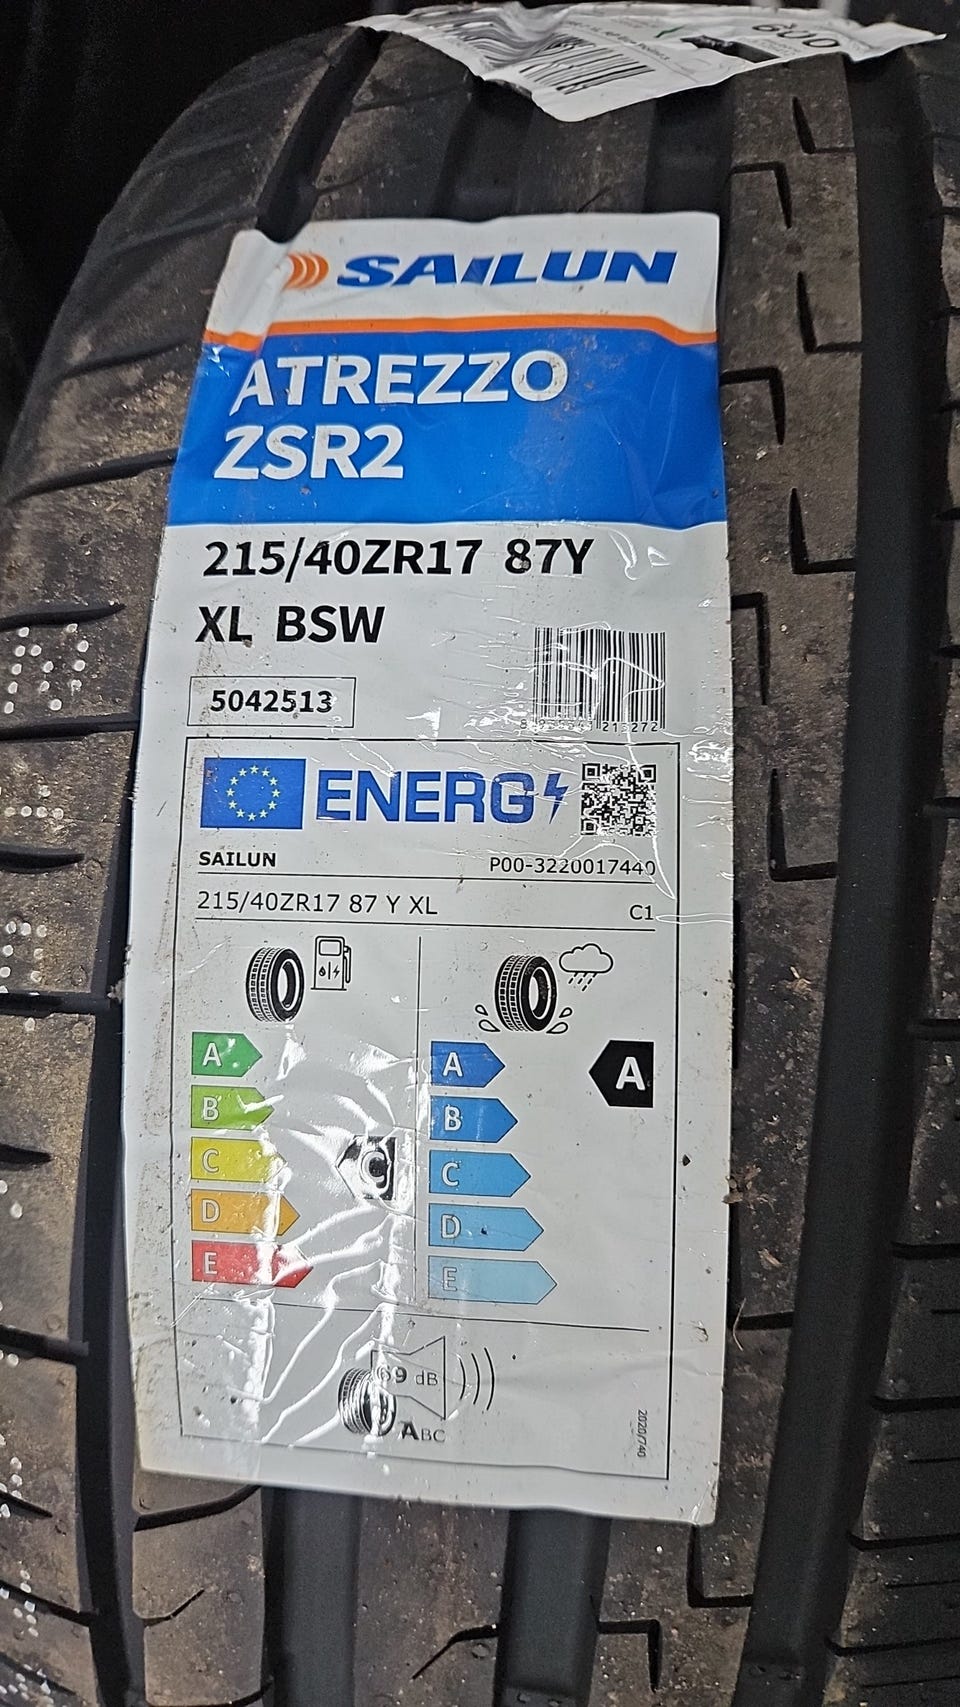 SAILUN
ATREZZO
ZSR2
215/40ZR17 87Y
XL BSW
5042513
215272
ENERG
SAILUN P00-3220017440
215/40ZR17 87 Y XL C1
A A A
B B
C C C
D D
E E
69 dB
ABC
2020/740